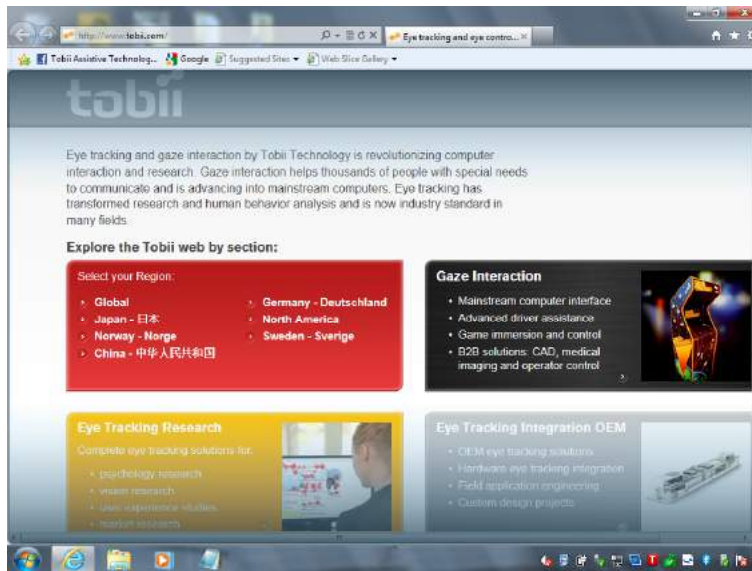 http://www.tobii.com/
Eye tracking and eye contro...
Tobii Assistive Technolog...
Google
Suggested Sites
Web Slice Gallery
tobii
Eye tracking and gaze interaction by Tobii Technology is revolutionizing computer
interaction and research. Gaze interaction helps thousands of people with special needs
to communicate and is advancing into mainstream computers. Eye tracking has
transformed research and human behavior analysis and is now industry standard in
many fields.
Explore the Tobii web by section:
Select your Region:
Global
Japan - 日本
Norway - Norge
China - 中华人民共和国
Germany - Deutschland
North America
Sweden - Sverige
Gaze Interaction
Mainstream computer interface
Advanced driver assistance
Game immersion and control
B2B solutions: CAD, medical
imaging and operator control
Eye Tracking Research
Complete eye tracking solutions for:
psychology research
vision research
user experience studies
market research
Eye Tracking Integration OEM
OEM eye tracking solutions
Hardware eye tracking integration
Field application engineering
Custom design projects